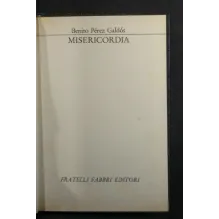 Benito Pérez Galdós
MISERICORDIA
FRATELLI FABBRI EDITORI